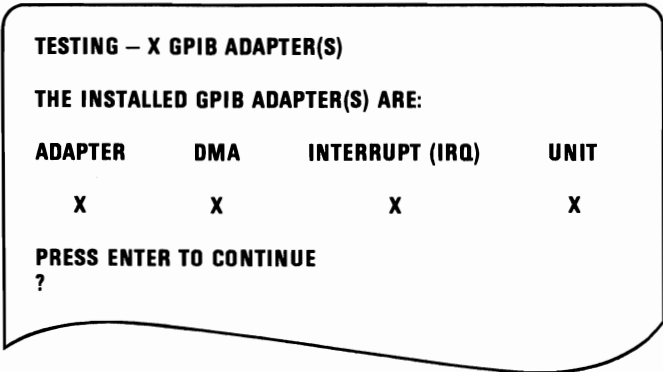 TESTING – X GPIB ADAPTER(S)
THE INSTALLED GPIB ADAPTER(S) ARE:
ADAPTER DMA INTERRUPT (IRQ) UNIT
X X X X
PRESS ENTER TO CONTINUE
?